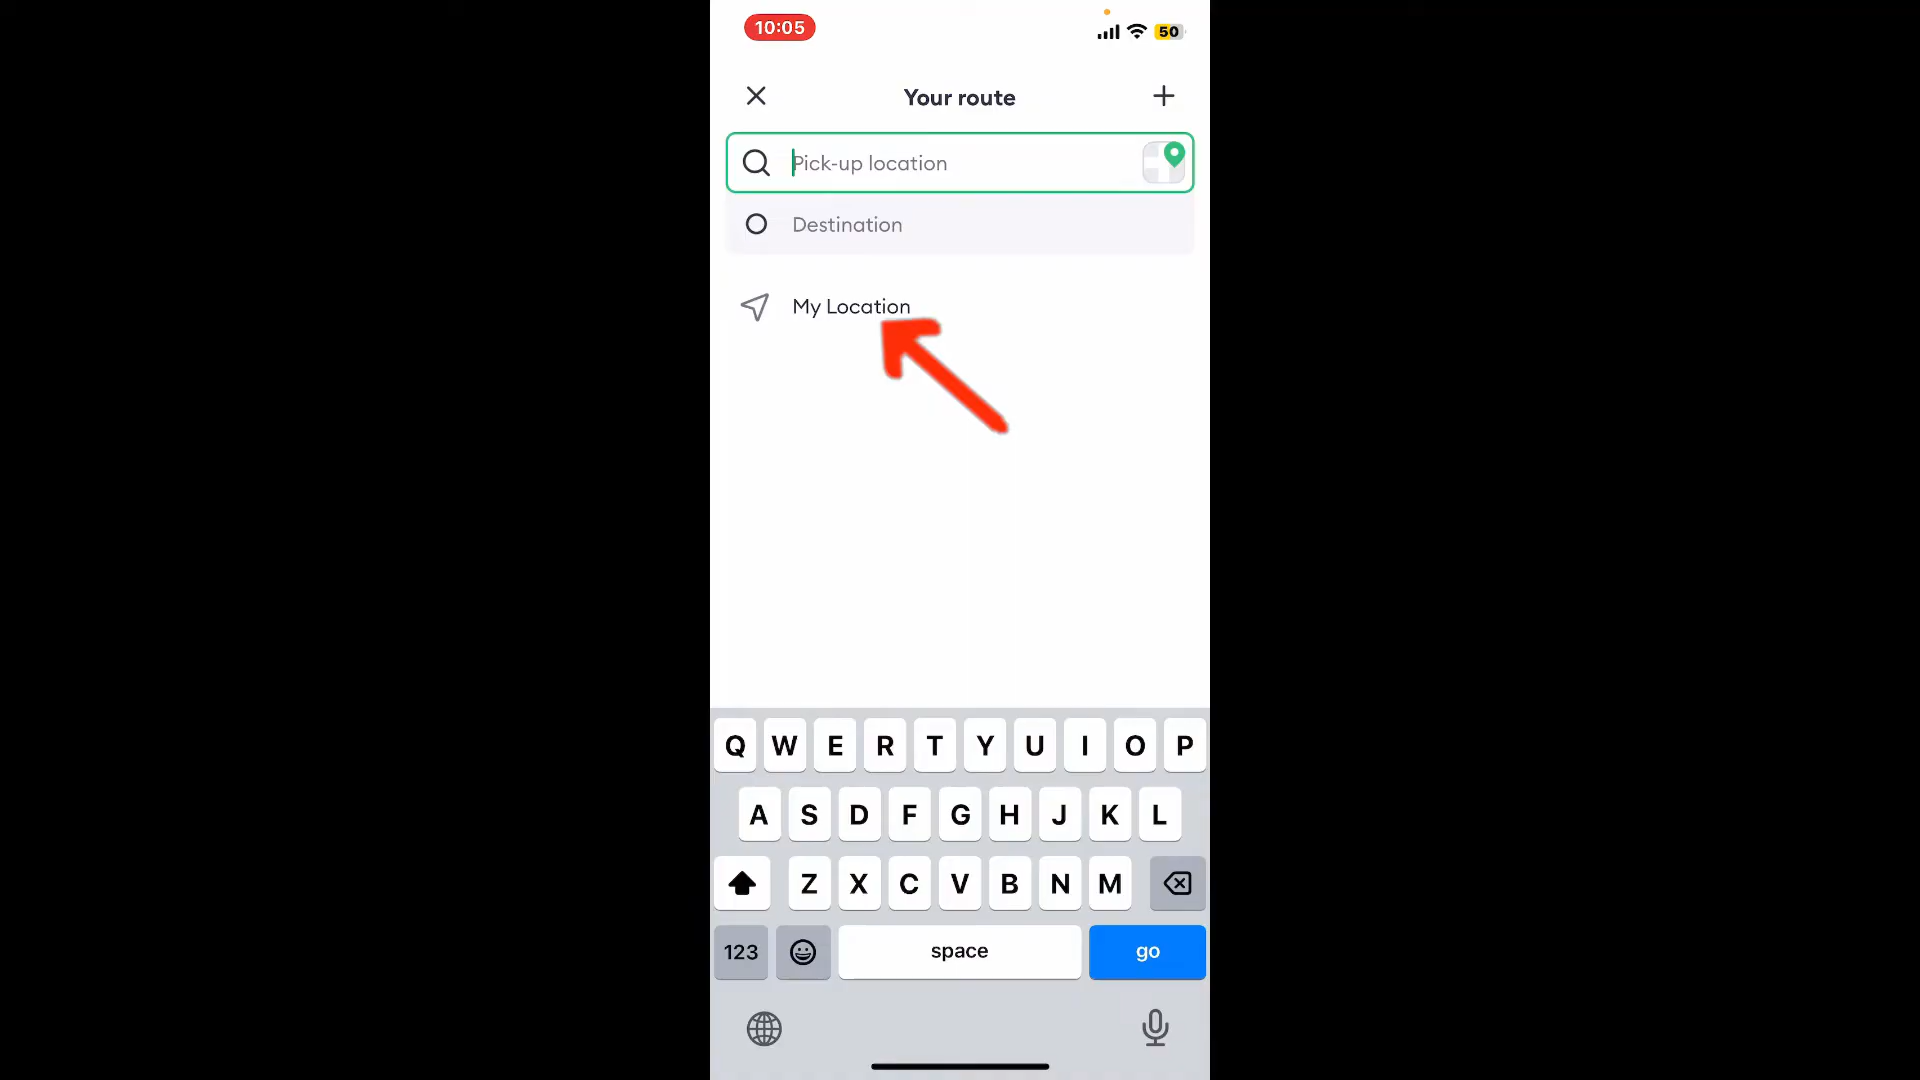 10:05
50
Your route
Pick-up location
Destination
My Location
Q W E R T Y U I O P
A S D F G H J K L
Z X C V B N M
123 space go